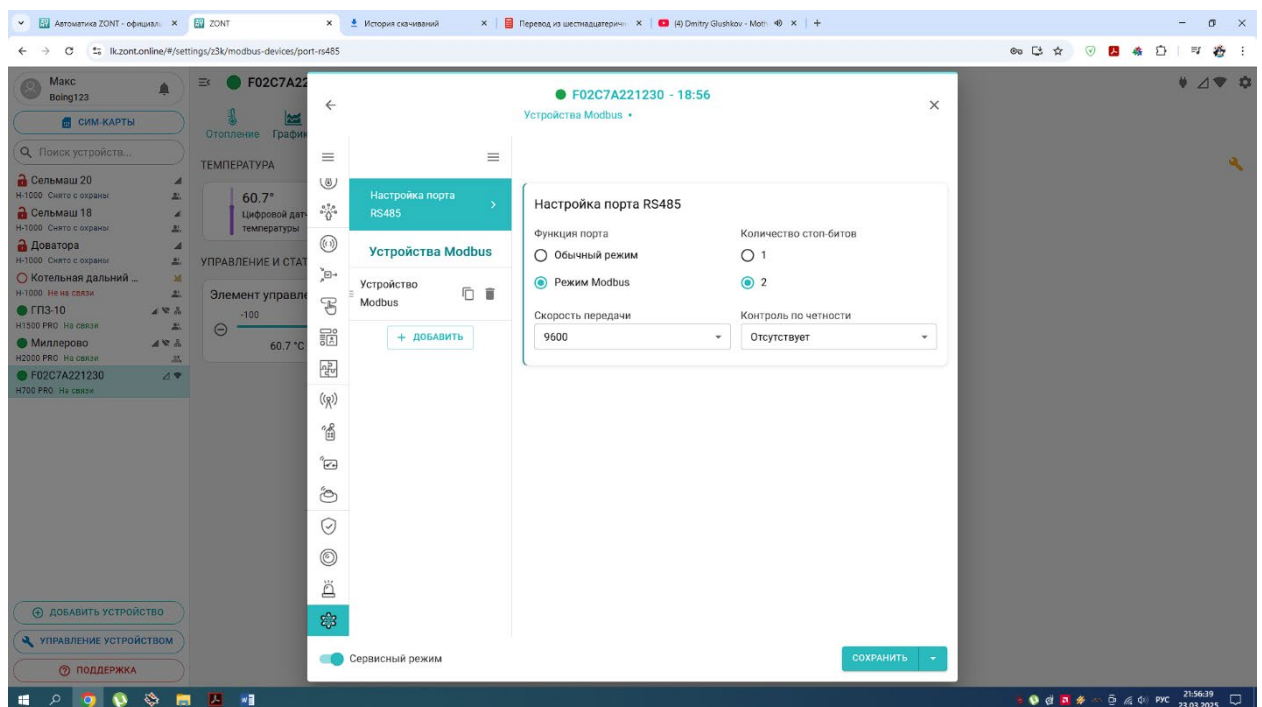 Автоматика ZONT - официаль
ZONT
История скачиваний
Перевод из шестнадцатерично
(4) Dmitry Glushkov - Moth
lk.zont.online/#/settings/z3k/modbus-devices/port-rs485
Макс
Boing123
СИМ-КАРТЫ
Поиск устройств...
Сельмаш 20
H-1000 Снято с охраны
Сельмаш 18
H-1000 Снято с охраны
Доватора
H-1000 Снято с охраны
Котельная дальний ...
H-1000 Не на связи
ГПЗ-10
H1500 PRO На связи
Миллерово
H2000 PRO На связи
F02C7A221230
H700 PRO На связи
ДОБАВИТЬ УСТРОЙСТВО
УПРАВЛЕНИЕ УСТРОЙСТВОМ
ПОДДЕРЖКА
F02C7A22
Отопление График
ТЕМПЕРАТУРА
60.7°
Цифровой дат
температуры
УПРАВЛЕНИЕ И СТАТ
Элемент управле
-100
60.7 °C
F02C7A221230 - 18:56
Устройства Modbus •
Настройка порта
RS485
Устройства Modbus
Устройство
Modbus
+ ДОБАВИТЬ
Настройка порта RS485
Функция порта
Количество стоп-битов
Обычный режим
1
Режим Modbus
2
Скорость передачи
Контроль по четности
9600
Отсутствует
Сервисный режим
СОХРАНИТЬ
РУС
21:56:39
23.03.2025